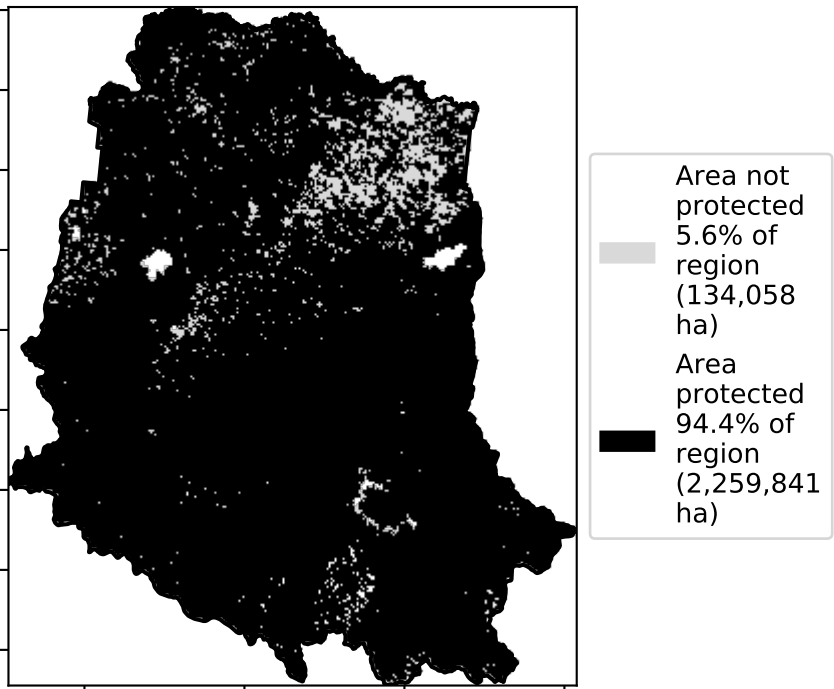 Area not
protected
5.6% of
region
(134,058
ha)
Area
protected
94.4% of
region
(2,259,841
ha)